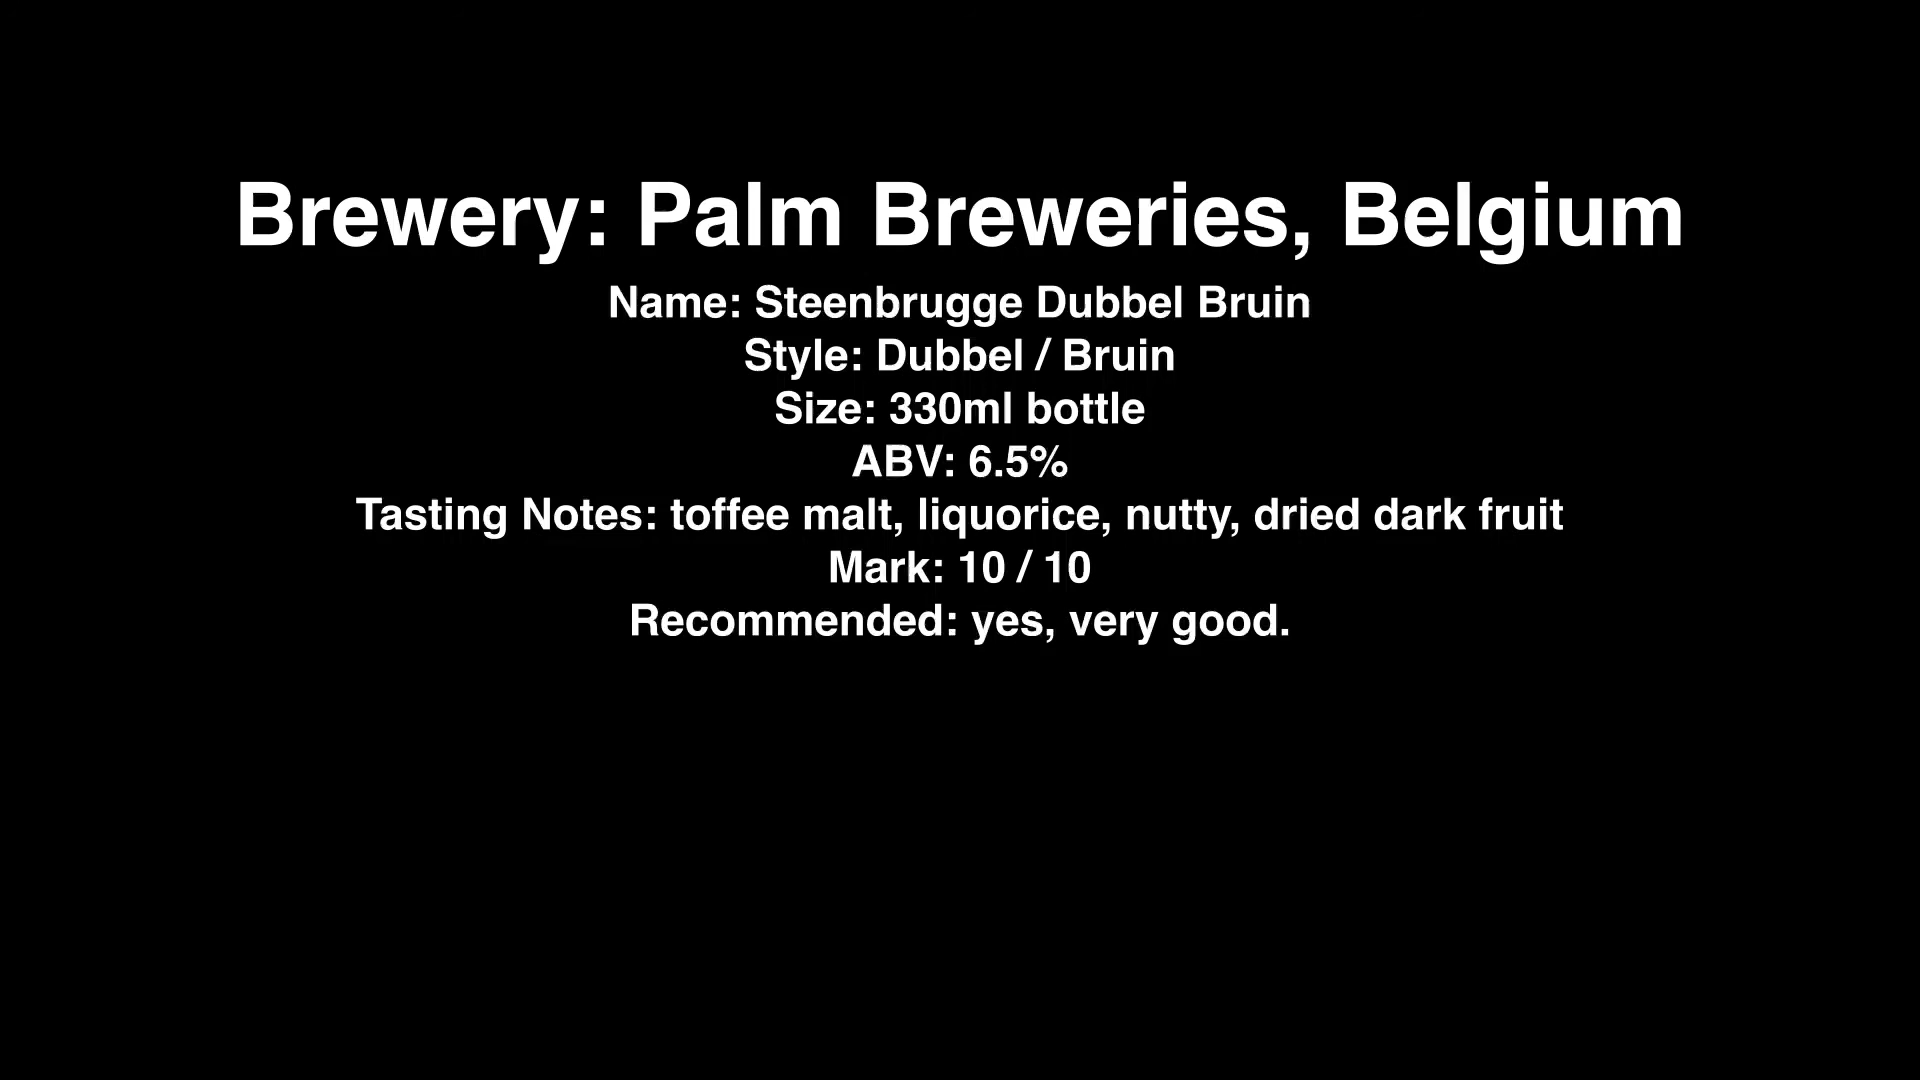 Brewery: Palm Breweries, Belgium
Name: Steenbrugge Dubbel Bruin
Style: Dubbel / Bruin
Size: 330ml bottle
ABV: 6.5%
Tasting Notes: toffee malt, liquorice, nutty, dried dark fruit
Mark: 10 / 10
Recommended: yes, very good.